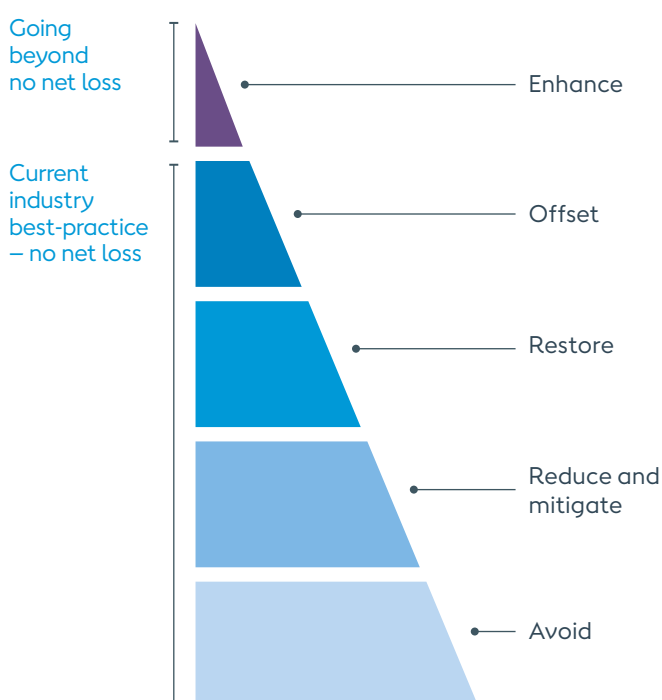 Going
beyond
no net loss
Enhance
Current
industry
best-practice
– no net loss
Offset
Restore
Reduce and
mitigate
Avoid